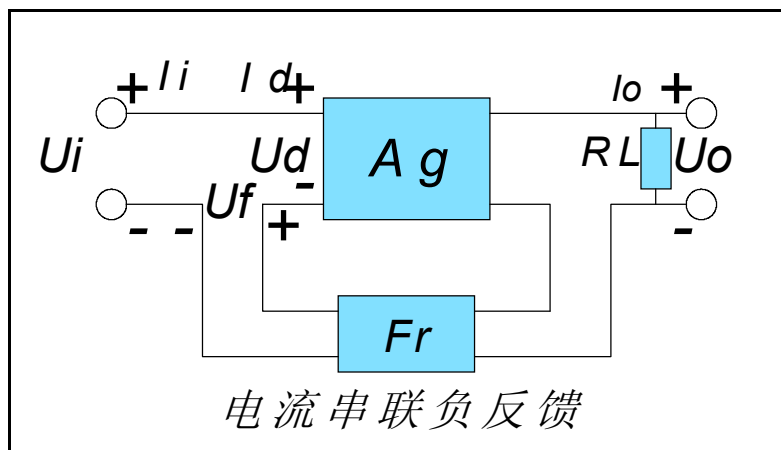 + Ii Id + Io +
Ui Ud Ag RL Uo
-
Uf
- - + -
Fr
电流串联负反馈